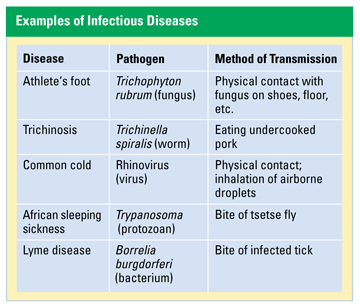 Examples of Infectious Diseases
Disease Pathogen Method of Transmission
Athlete's foot Trichophyton Physical contact with
rubrum (fungus) fungus on shoes, floor,
etc.
Trichinosis Trichinella Eating undercooked
spiralis (worm) pork
Common cold Rhinovirus Physical contact;
(virus) inhalation of airborne
droplets
African sleeping Trypanosoma Bite of tsetse fly
sickness (protozoan)
Lyme disease Borrelia Bite of infected tick
burgdorferi
(bacterium)